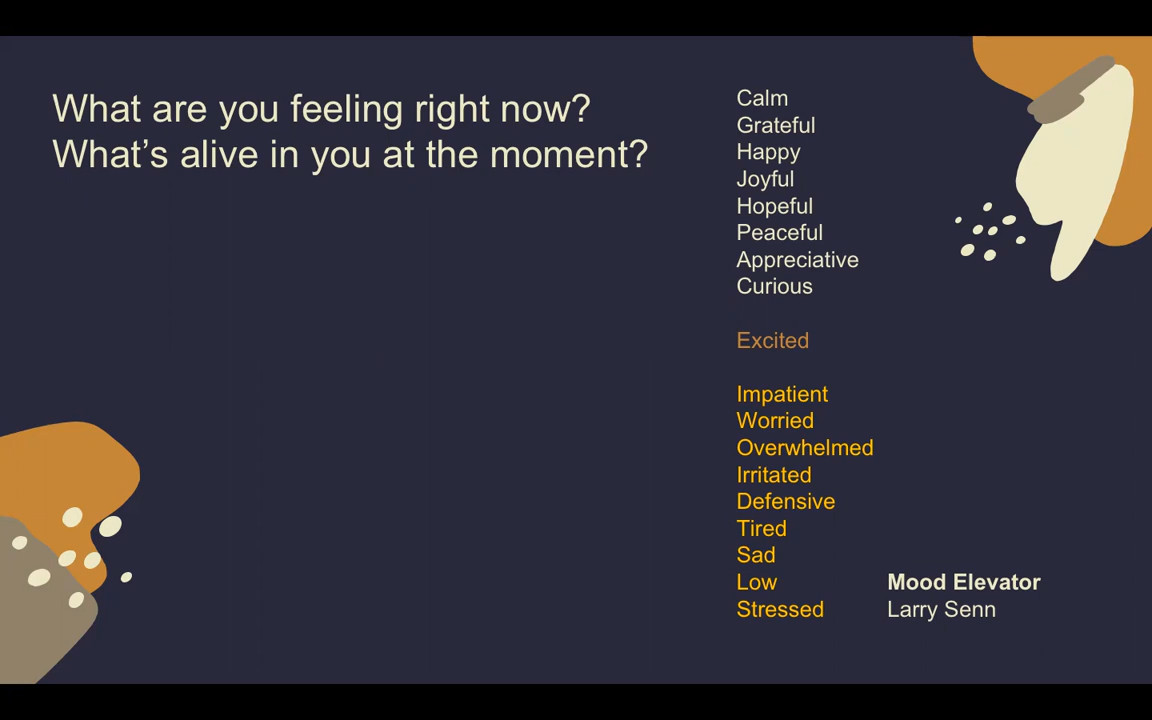 What are you feeling right now?
What’s alive in you at the moment?
Calm
Grateful
Happy
Joyful
Hopeful
Peaceful
Appreciative
Curious
Excited
Impatient
Worried
Overwhelmed
Irritated
Defensive
Tired
Sad
Low
Stressed
Mood Elevator
Larry Senn